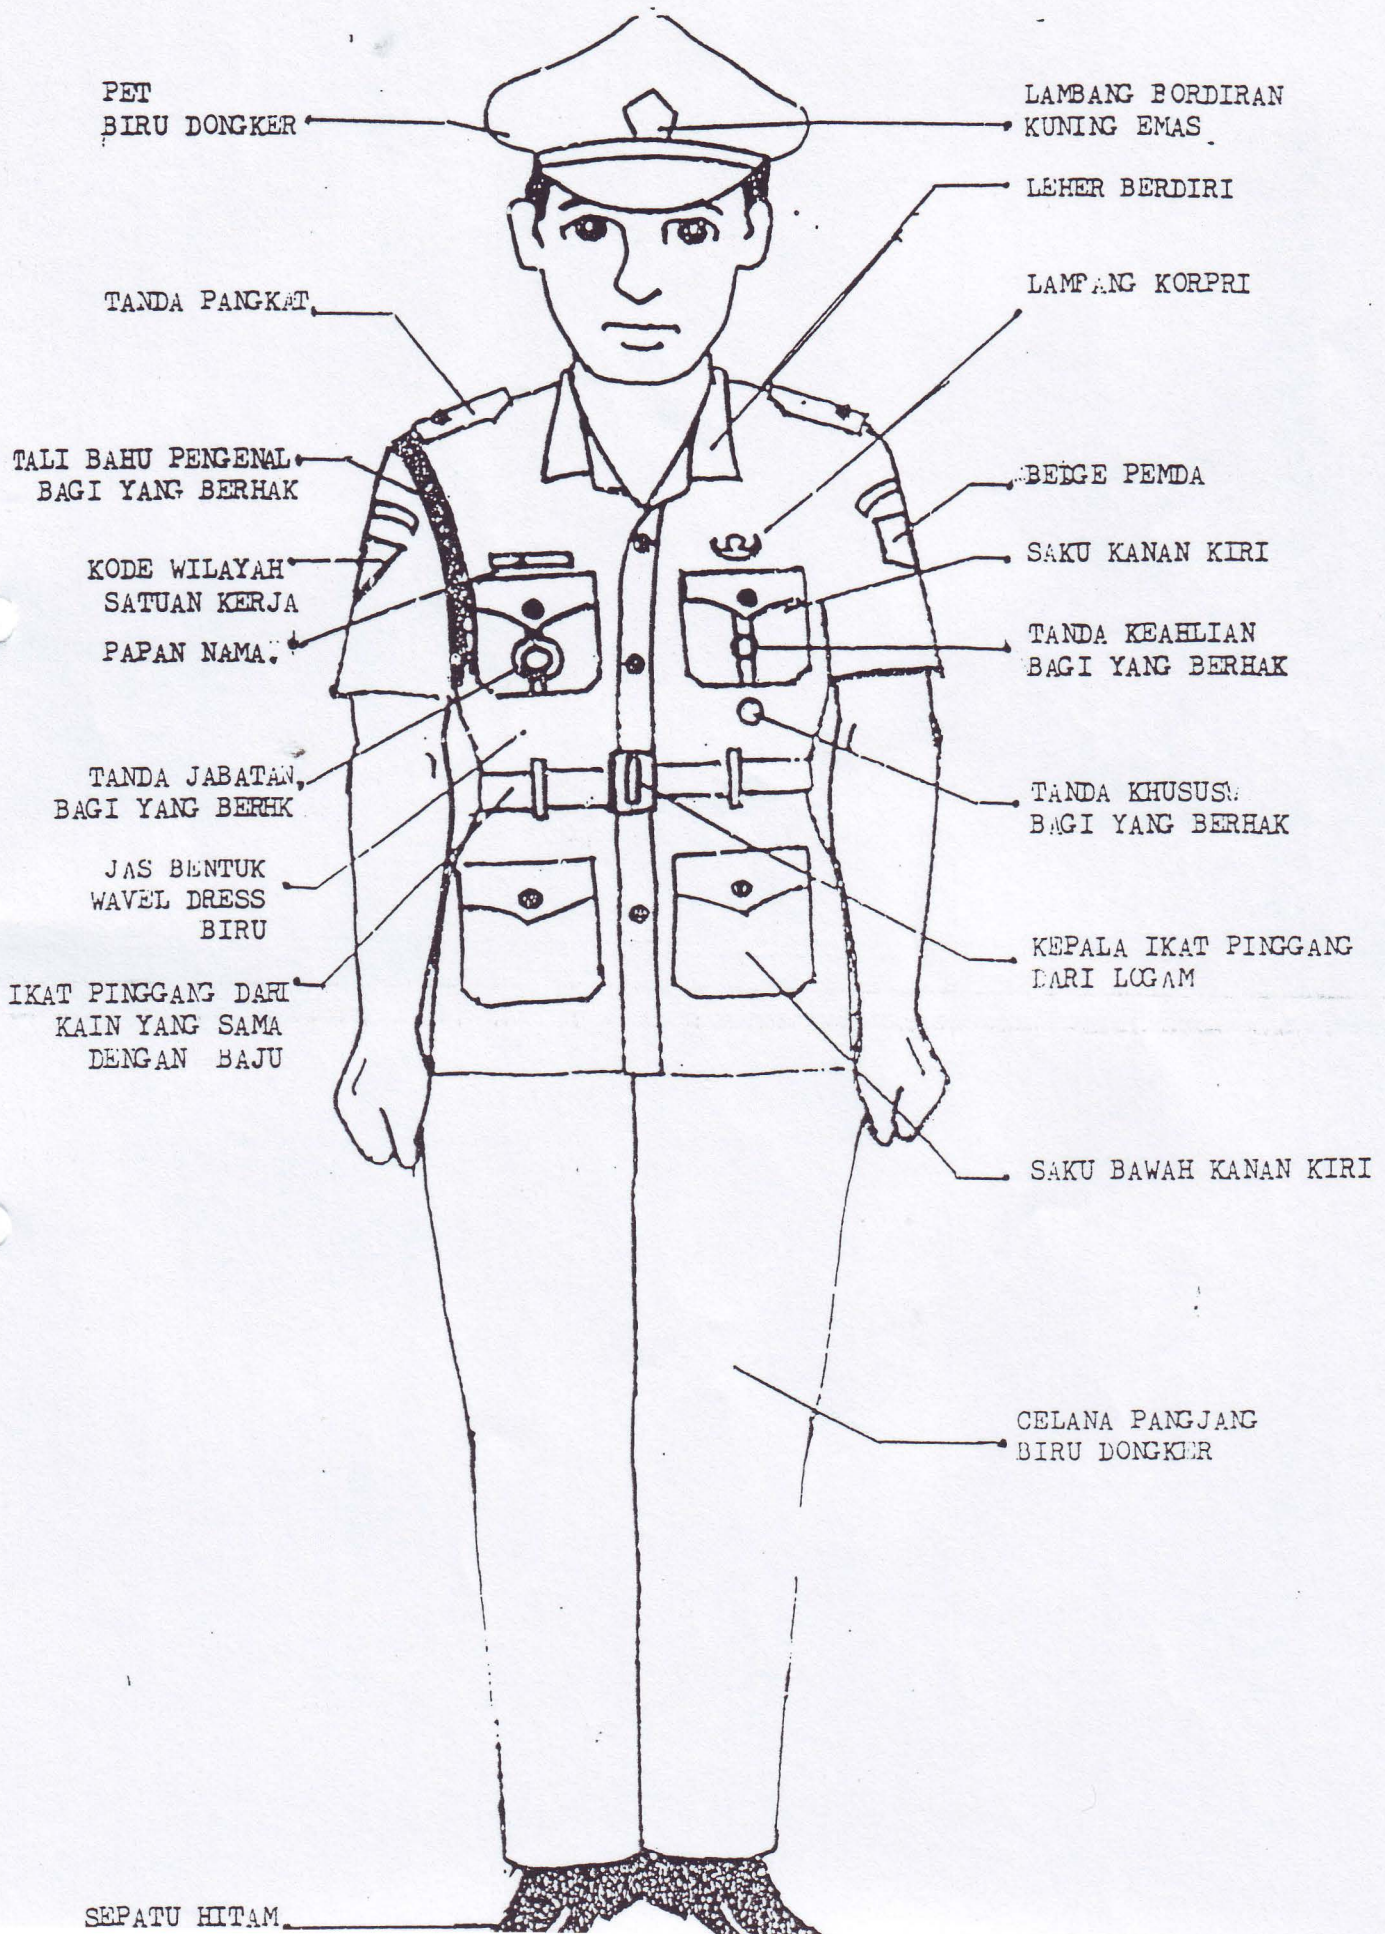 PET
BIRU DONGKER
TANDA PANGKAT
TALI BAHU PENGENAL
BAGI YANG BERHAK
KODE WILAYAH
SATUAN KERJA
PAPAN NAMA.
TANDA JABATAN
BAGI YANG BERHK
JAS BENTUK
WAVEL DRESS
BIRU
IKAT PINGGANG DARI
KAIN YANG SAMA
DENGAN BAJU
SEPATU HITAM
LAMBANG BORDIRAN
KUNING EMAS
LEHER BERDIRI
LAMBANG KORPRI
BEDGE PEMDA
SAKU KANAN KIRI
TANDA KEAHLIAN
BAGI YANG BERHAK
TANDA KHUSUS
BAGI YANG BERHAK
KEPALA IKAT PINGGANG
DARI LOGAM
SAKU BAWAH KANAN KIRI
CELANA PANGJANG
BIRU DONGKER